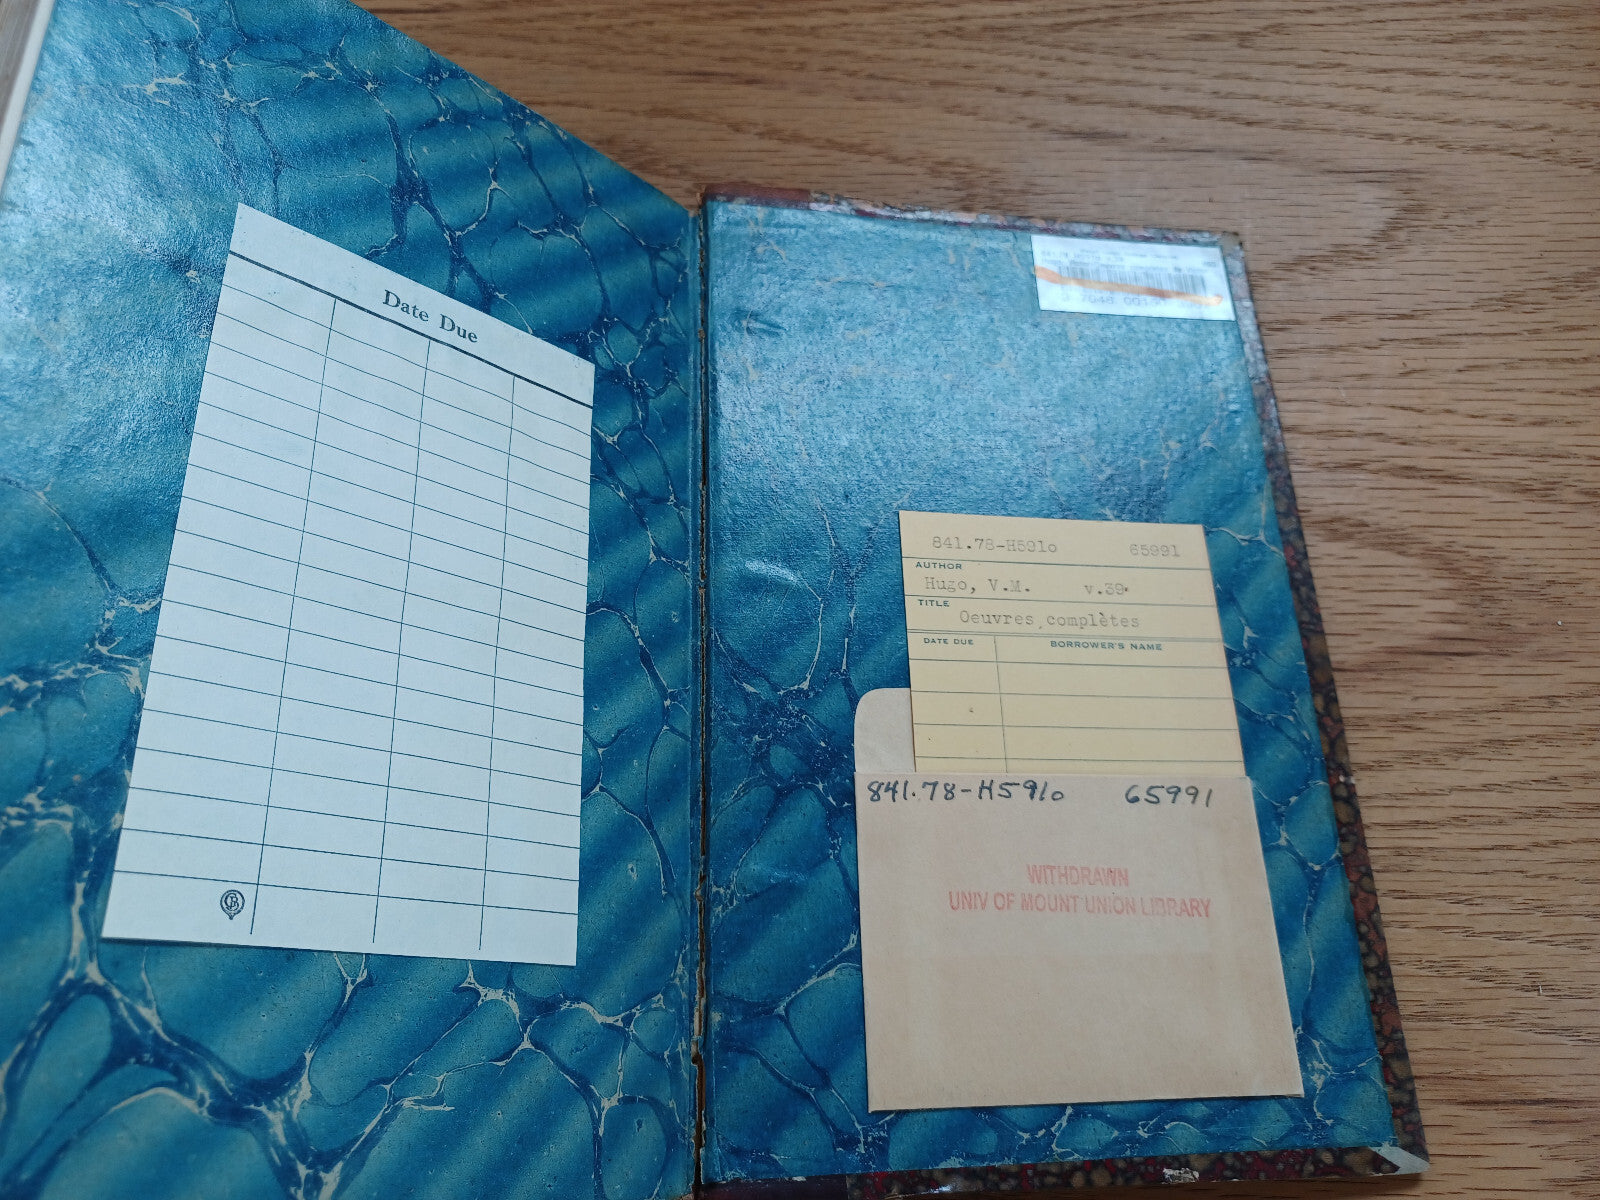 Date Due
841.78-H591o 65991
AUTHOR
Hugo, V.M. v.39
TITLE
Oeuvres complètes
DATE DUE BORROWER'S NAME
841.78-H591o 65991
WITHDRAWN
UNIV OF MOUNT UNION LIBRARY